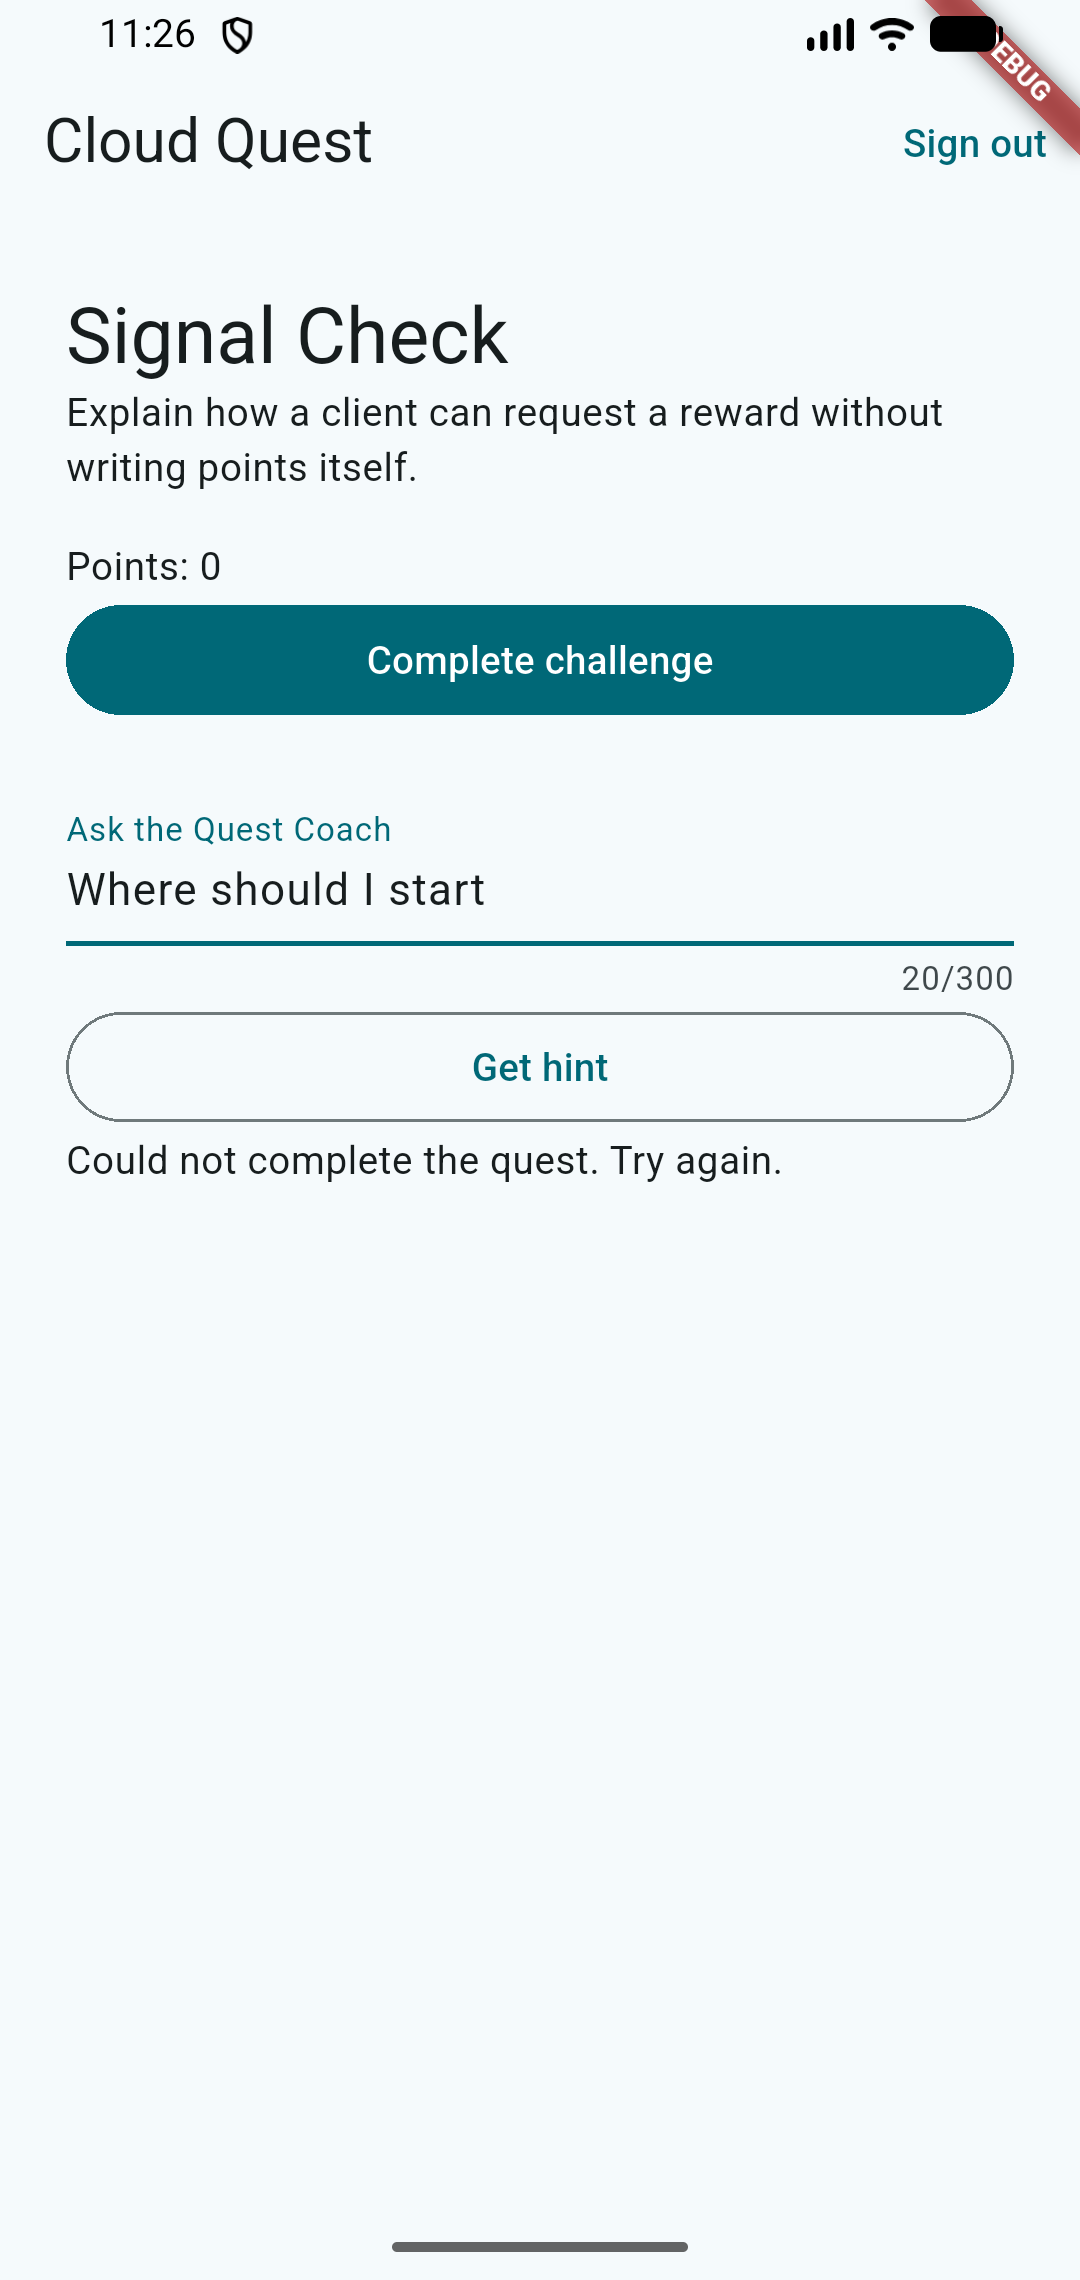 11:26
EBUG
Cloud Quest
Sign out
Signal Check
Explain how a client can request a reward without
writing points itself.
Points: 0
Complete challenge
Ask the Quest Coach
Where should I start
20/300
Get hint
Could not complete the quest. Try again.